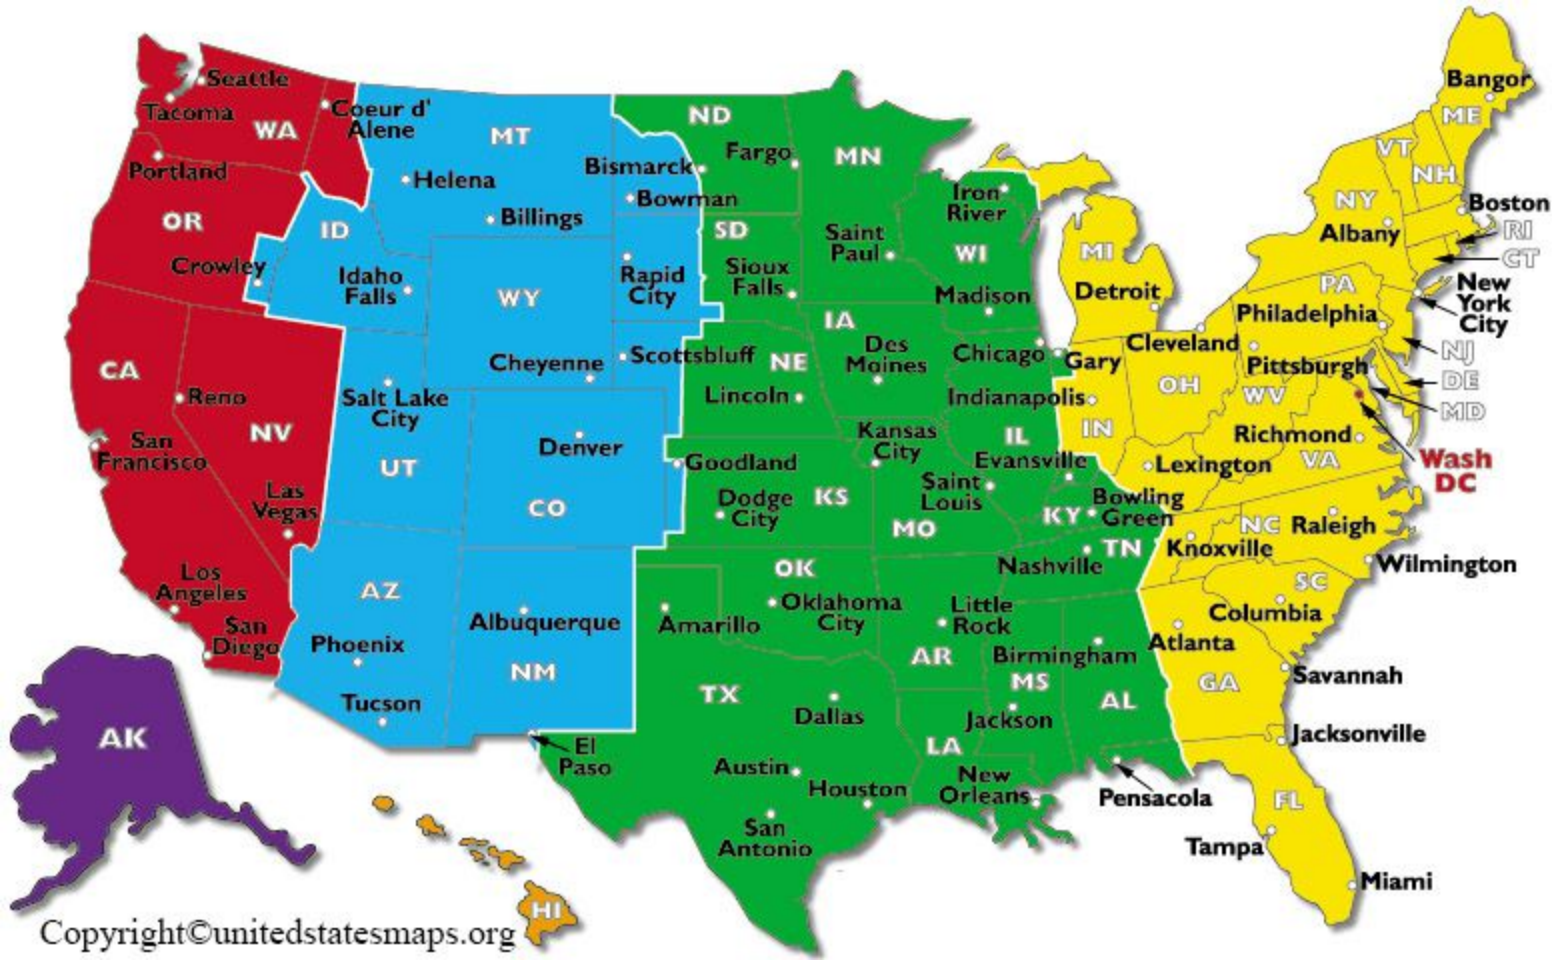 Bangor
Seattle
Coeur d'
Alene
Tacoma
WA
MT
ND
ME
VT
Fargo
MN
NH
Portland
Bismarck
Helena
Bowman
Iron
River
NY
Boston
OR
Billings
ID
SD
Saint
Paul
WI
MI
Albany
RI
CT
Crowley
Idaho
Falls
Rapid
City
Sioux
Falls
WY
Madison
Detroit
PA
New
York
City
Philadelphia
IA
Des
Moines
Chicago
Gary
Cleveland
NJ
CA
Cheyenne
Scottsbluff
NE
Pittsburgh
OH
DE
Reno
Salt Lake
City
Lincoln
Indianapolis
WV
MD
San
Francisco
NV
Denver
Kansas
City
IL
IN
Richmond
UT
Goodland
Evansville
Lexington
VA
Wash
DC
Las
Vegas
CO
Dodge
City
KS
Saint
Louis
Bowling
Green
MO
KY
NC
Raleigh
TN
Knoxville
Nashville
Wilmington
Los
Angeles
AZ
OK
SC
Albuquerque
Amarillo
Oklahoma
City
Little
Rock
Columbia
San
Diego
Phoenix
Atlanta
AR
Birmingham
NM
MS
GA
Savannah
Tucson
TX
Dallas
Jackson
AL
AK
El
Paso
LA
Jacksonville
Austin
Houston
New
Orleans
Pensacola
FL
San
Antonio
Tampa
Miami
HI
Copyright©unitedstatesmaps.org